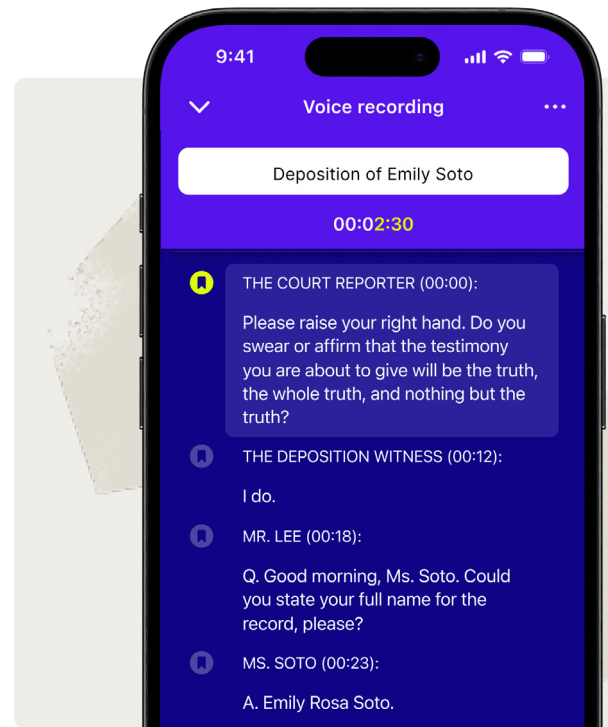 9:41
Voice recording
Deposition of Emily Soto
00:02:30
THE COURT REPORTER (00:00):
Please raise your right hand. Do you
swear or affirm that the testimony
you are about to give will be the truth,
the whole truth, and nothing but the
truth?
THE DEPOSITION WITNESS (00:12):
I do.
MR. LEE (00:18):
Q. Good morning, Ms. Soto. Could
you state your full name for the
record, please?
MS. SOTO (00:23):
A. Emily Rosa Soto.